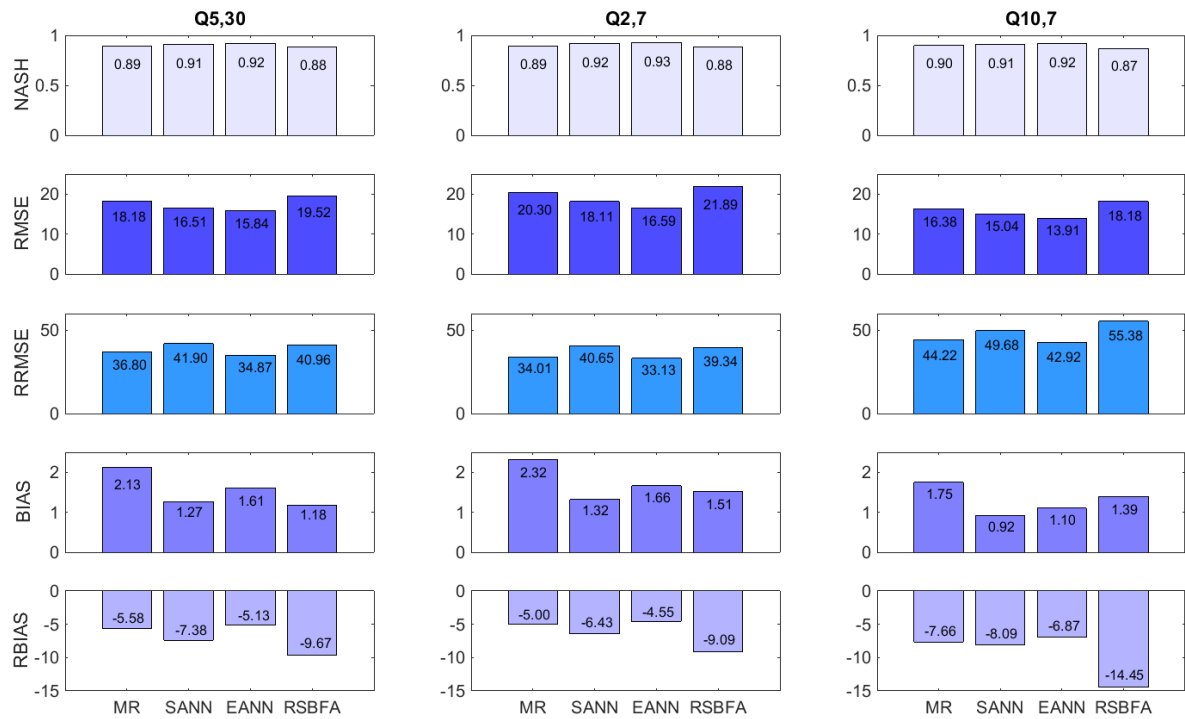 Q5,30 Q2,7 Q10,7
NASH
1
0.5
0
0.89 0.91 0.92 0.88
1
0.5
0
0.89 0.92 0.93 0.88
1
0.5
0
0.90 0.91 0.92 0.87
RMSE
20
10
0
18.18 16.51 15.84 19.52
20
10
0
20.30 18.11 16.59 21.89
20
10
0
16.38 15.04 13.91 18.18
RRMSE
50
0
36.80 41.90 34.87 40.96
50
0
34.01 40.65 33.13 39.34
50
0
44.22 49.68 42.92 55.38
BIAS
2
1
0
2.13 1.27 1.61 1.18
2
1
0
2.32 1.32 1.66 1.51
2
1
0
1.75 0.92 1.10 1.39
RBIAS
0
-5
-10
-15
-5.58 -7.38 -5.13 -9.67
0
-5
-10
-15
-5.00 -6.43 -4.55 -9.09
0
-5
-10
-15
-7.66 -8.09 -6.87 -14.45
MR SANN EANN RSBFA
MR SANN EANN RSBFA
MR SANN EANN RSBFA